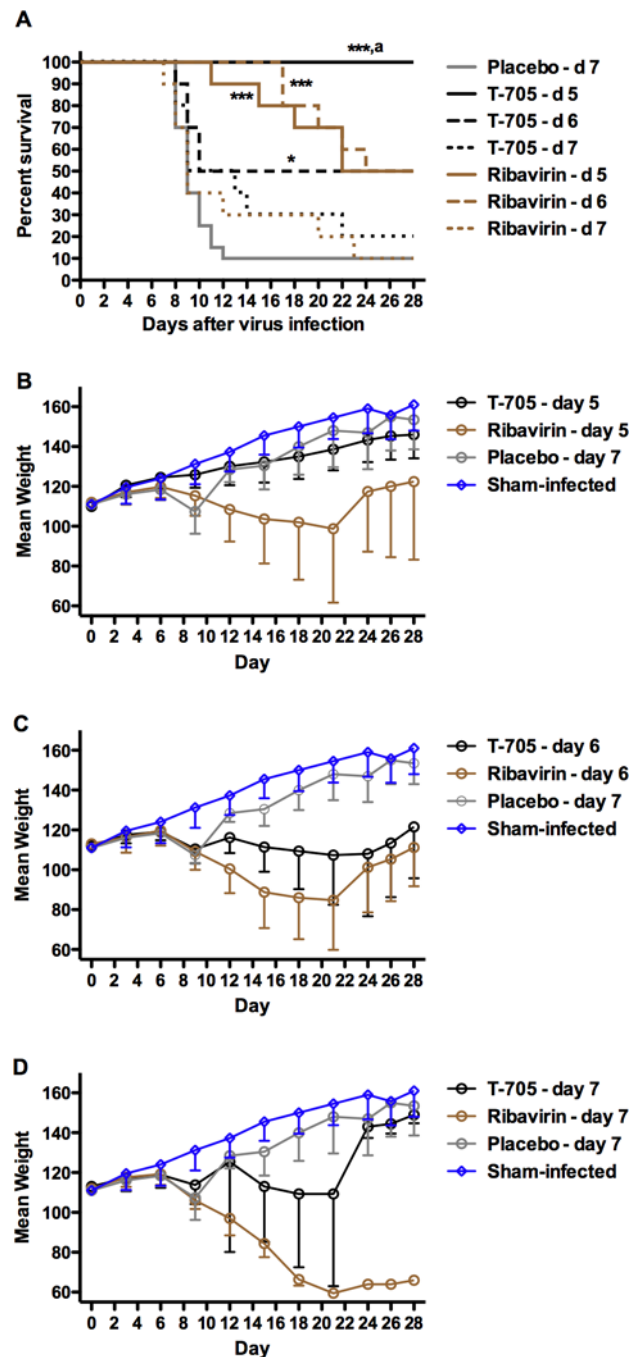 A
***,a
***
***
*
Percent survival
100
90
80
70
60
50
40
30
20
10
0
0 2 4 6 8 10 12 14 16 18 20 22 24 26 28
Days after virus infection
Placebo - d 7
T-705 - d 5
T-705 - d 6
T-705 - d 7
Ribavirin - d 5
Ribavirin - d 6
Ribavirin - d 7
B
Mean Weight
160
140
120
100
80
60
0 2 4 6 8 10 12 14 16 18 20 22 24 26 28
Day
T-705 - day 5
Ribavirin - day 5
Placebo - day 7
Sham-infected
C
Mean Weight
160
140
120
100
80
60
0 2 4 6 8 10 12 14 16 18 20 22 24 26 28
Day
T-705 - day 6
Ribavirin - day 6
Placebo - day 7
Sham-infected
D
Mean Weight
160
140
120
100
80
60
0 2 4 6 8 10 12 14 16 18 20 22 24 26 28
Day
T-705 - day 7
Ribavirin - day 7
Placebo - day 7
Sham-infected